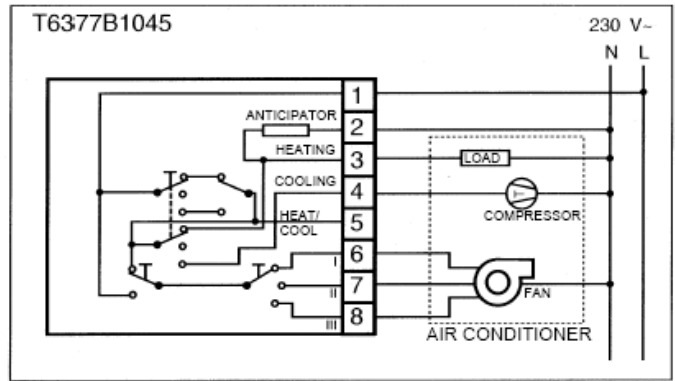 T6377B1045
230 V~
N L
1
ANTICIPATOR
2
HEATING
3
LOAD
COOLING
4
COMPRESSOR
HEAT/
COOL
5
I
6
II
7
FAN
III
8
AIR CONDITIONER